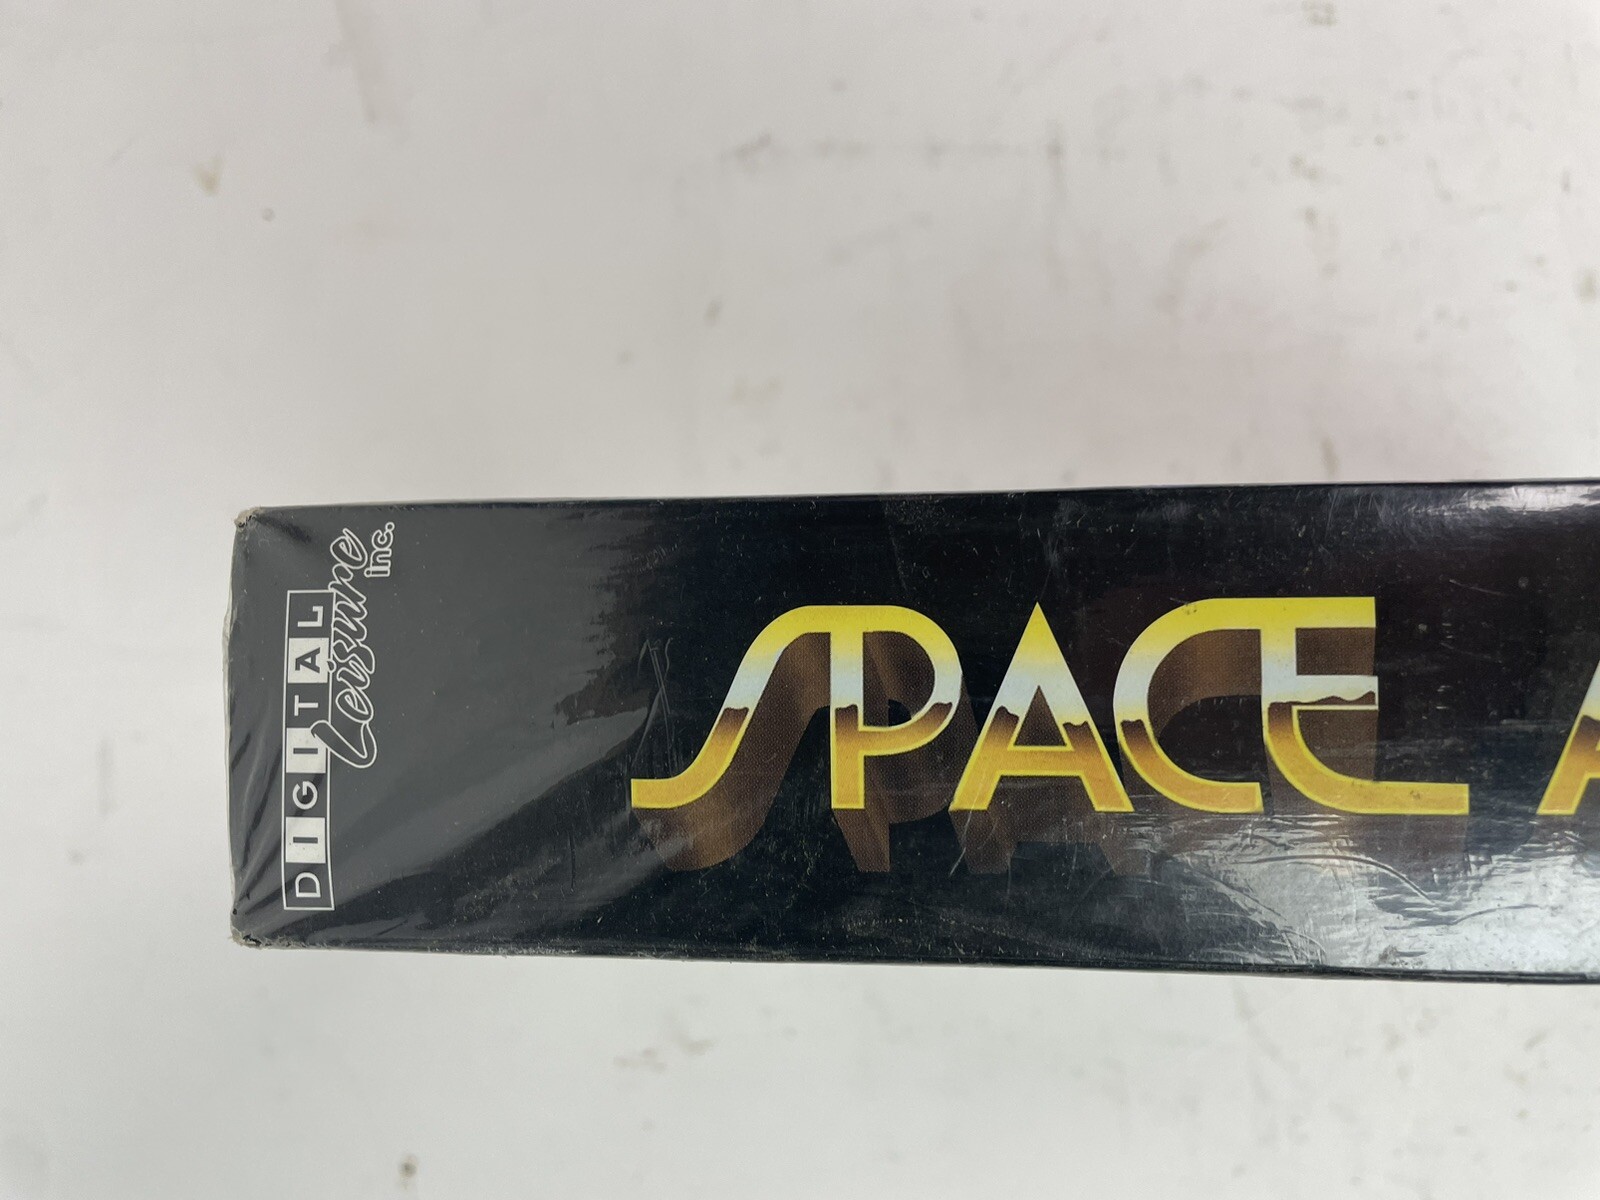 DIGITAL
Leisure
inc.
SPACE A